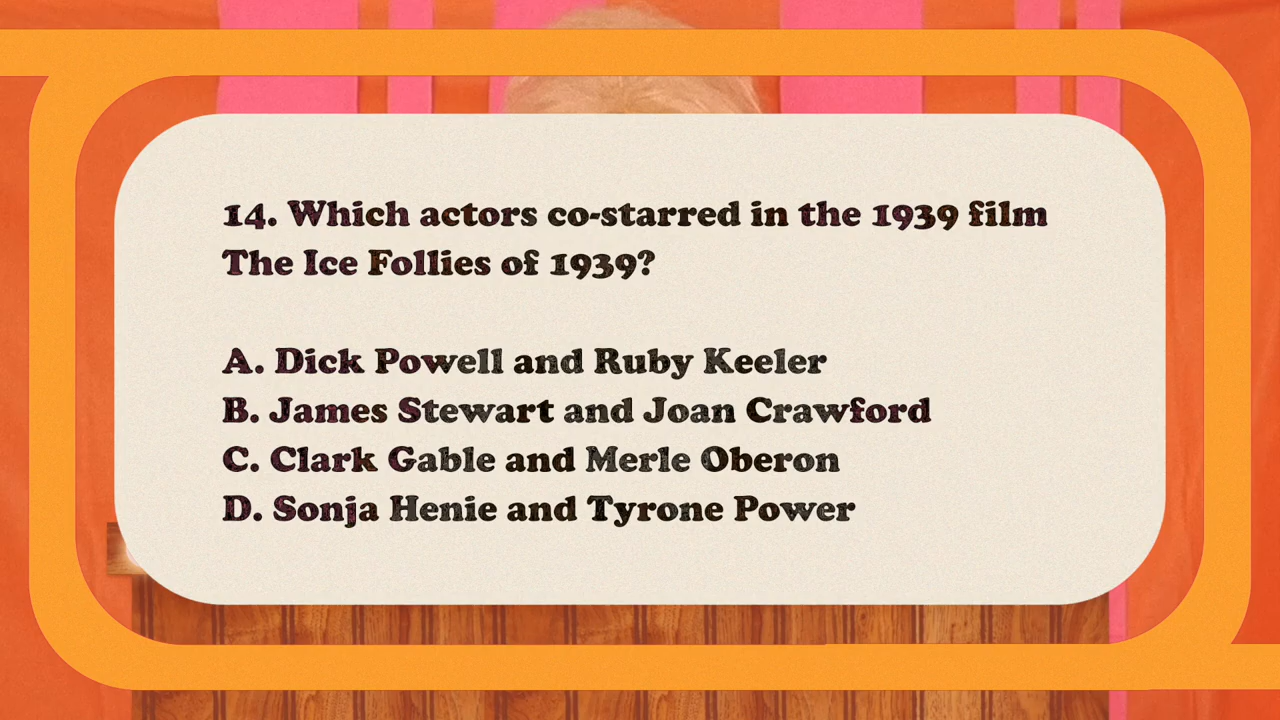 14. Which actors co-starred in the 1939 film
The Ice Follies of 1939?
A. Dick Powell and Ruby Keeler
B. James Stewart and Joan Crawford
C. Clark Gable and Merle Oberon
D. Sonja Henie and Tyrone Power